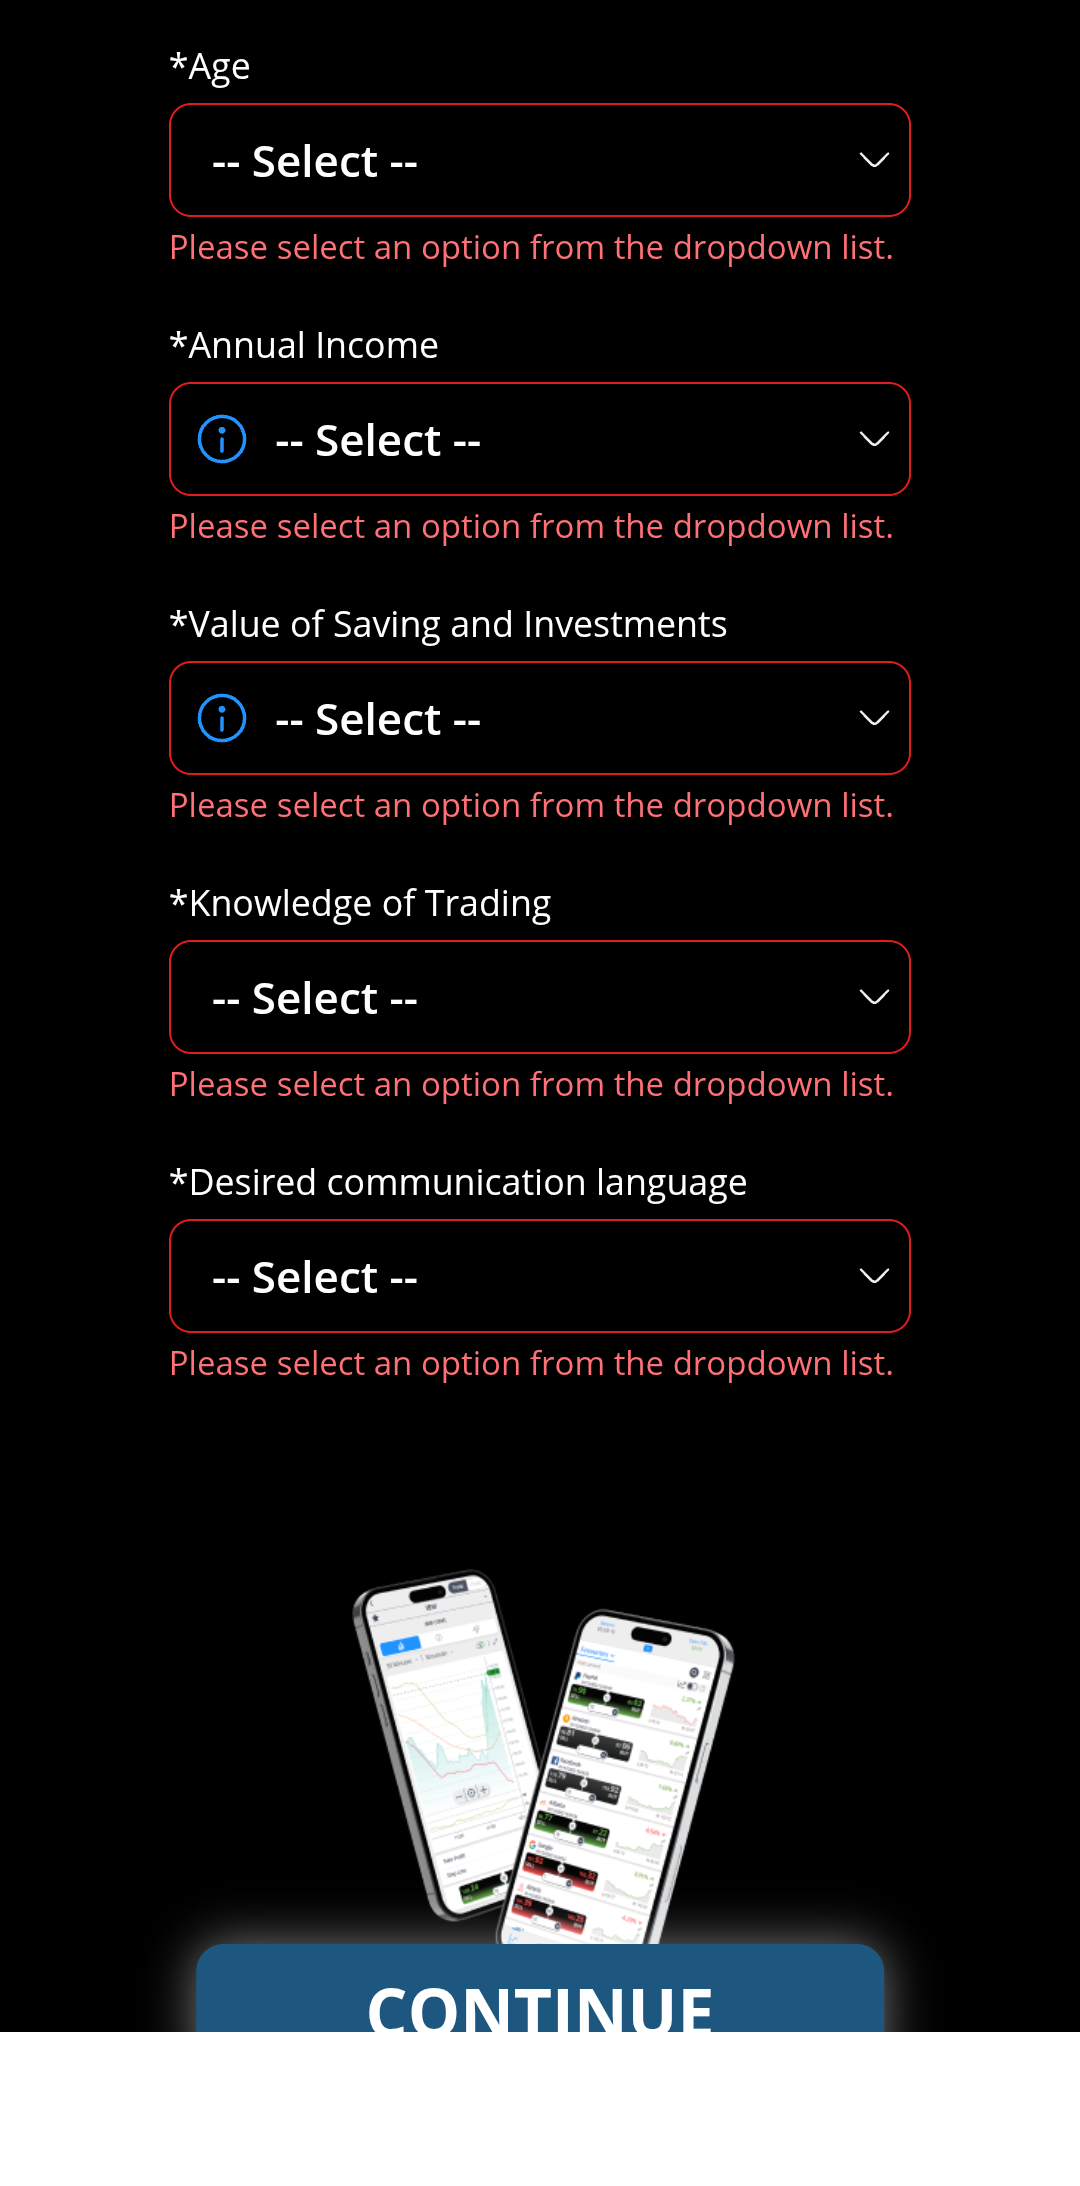 *Age
-- Select --
Please select an option from the dropdown list.
*Annual Income
-- Select --
Please select an option from the dropdown list.
*Value of Saving and Investments
-- Select --
Please select an option from the dropdown list.
*Knowledge of Trading
-- Select --
Please select an option from the dropdown list.
*Desired communication language
-- Select --
Please select an option from the dropdown list.
CONTINUE